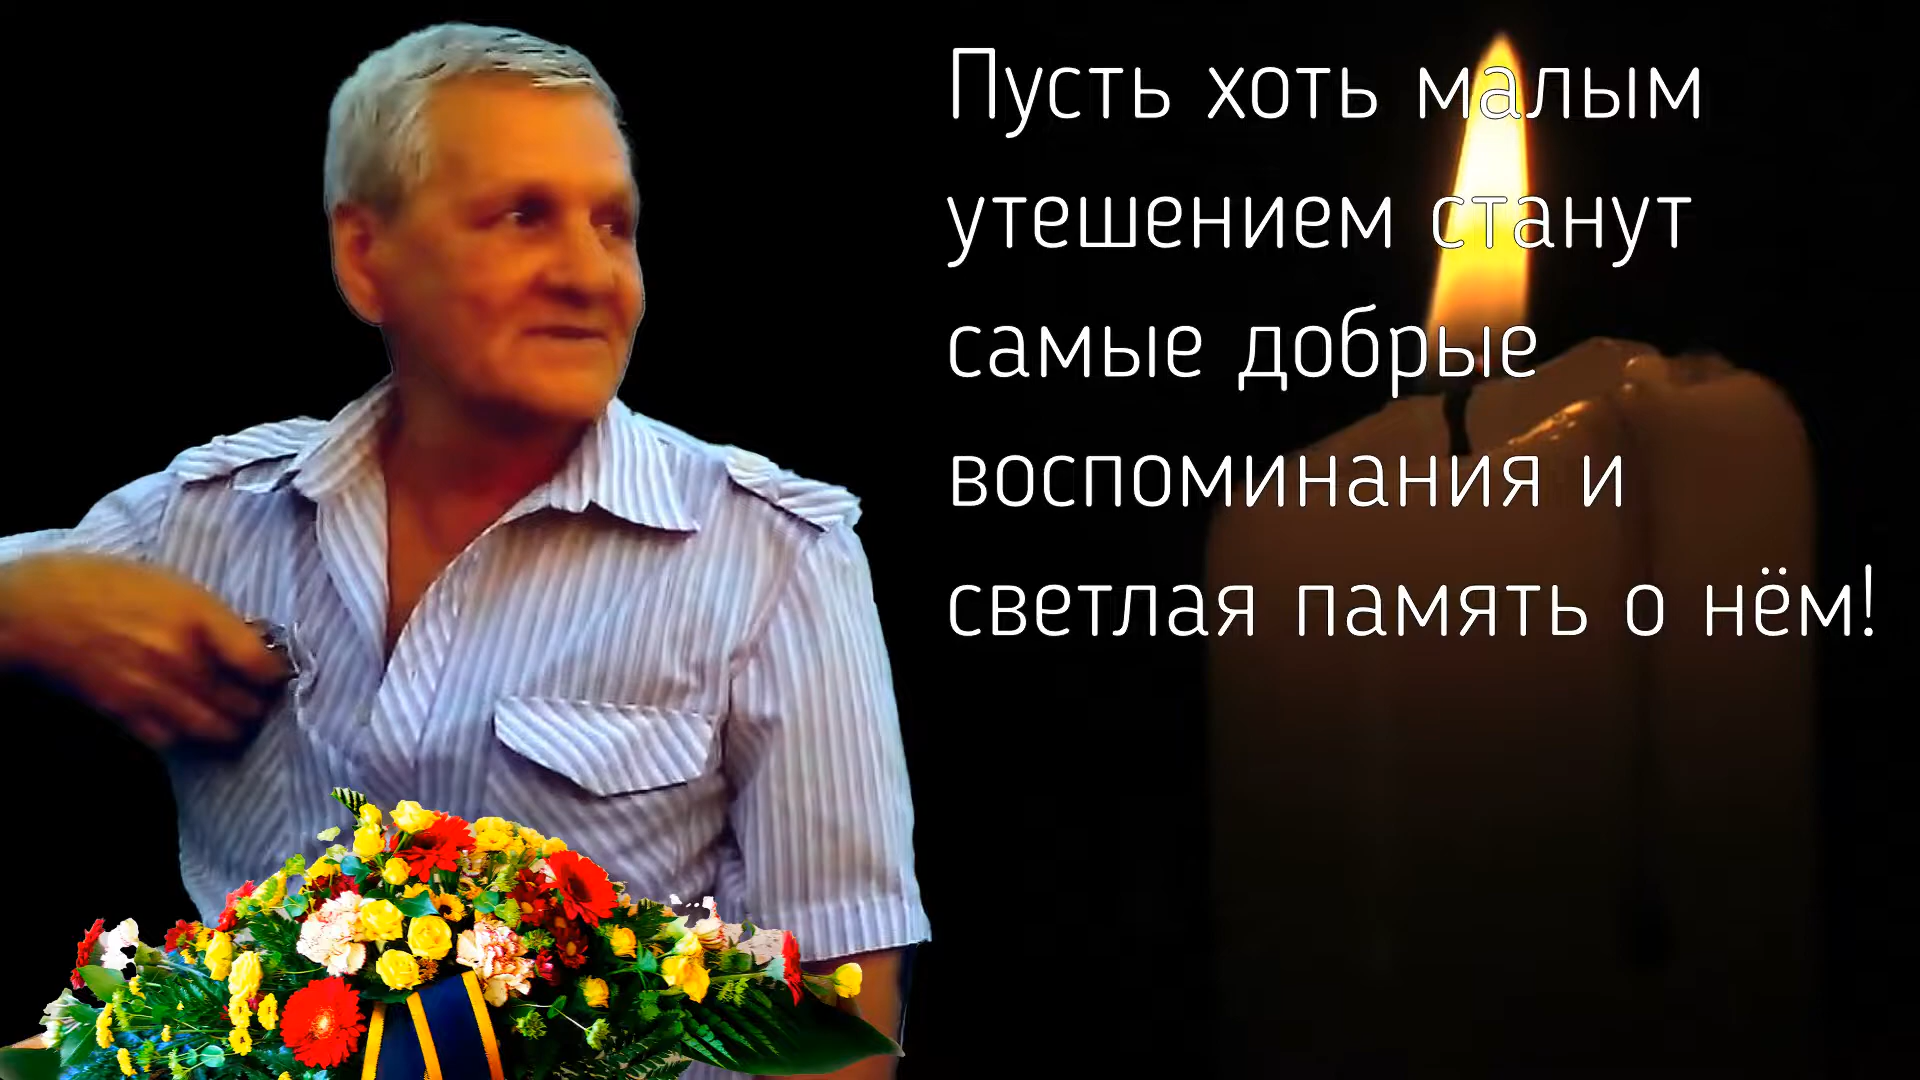 Пусть хоть малым
утешением станут
самые добрые
воспоминания и
светлая память о нём!